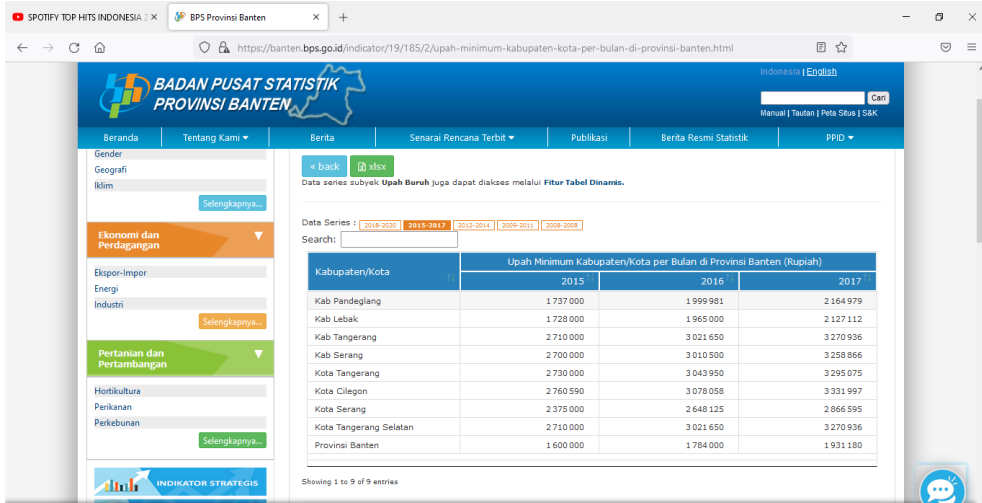 SPOTIFY TOP HITS INDONESIA 2
BPS Provinsi Banten
https://banten.bps.go.id/indicator/19/185/2/upah-minimum-kabupaten-kota-per-bulan-di-provinsi-banten.html
Indonesia | English
BADAN PUSAT STATISTIK
PROVINSI BANTEN
Cari
Manual | Tautan | Peta Situs | S&K
Beranda Tentang Kami Berita Senarai Rencana Terbit Publikasi Berita Resmi Statistik PPID
Gender
Geografi
Iklim
Selengkapnya...
Ekonomi dan
Perdagangan
Ekspor-Impor
Energi
Industri
Selengkapnya...
Pertanian dan
Pertambangan
Hortikultura
Perikanan
Perkebunan
Selengkapnya...
INDIKATOR STRATEGIS
« back xlsx
Data series subyek Upah Buruh juga dapat diakses melalui Fitur Tabel Dinamis.
Data Series : 2018-2020 2015-2017 2012-2014 2009-2011 2008-2008
Search:
Kabupaten/Kota Upah Minimum Kabupaten/Kota per Bulan di Provinsi Banten (Rupiah)
2015 2016 2017
Kab Pandeglang 1 737 000 1 999 981 2 164 979
Kab Lebak 1 728 000 1 965 000 2 127 112
Kab Tangerang 2 710 000 3 021 650 3 270 936
Kab Serang 2 700 000 3 010 500 3 258 866
Kota Tangerang 2 730 000 3 043 950 3 295 075
Kota Cilegon 2 760 590 3 078 058 3 331 997
Kota Serang 2 375 000 2 648 125 2 866 595
Kota Tangerang Selatan 2 710 000 3 021 650 3 270 936
Provinsi Banten 1 600 000 1 784 000 1 931 180
Showing 1 to 9 of 9 entries